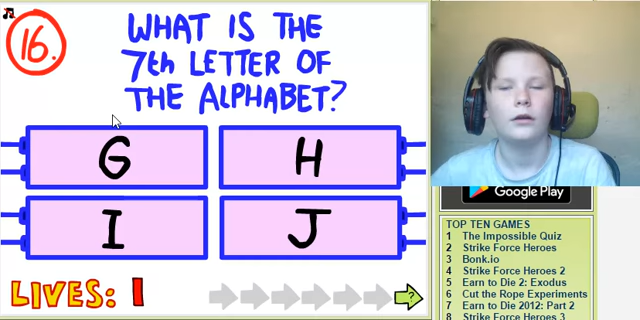 16.
WHAT IS THE
7th LETTER OF
THE ALPHABET?
G
H
I
J
LIVES: 1
?
Google Play
TOP TEN GAMES
1 The Impossible Quiz
2 Strike Force Heroes
3 Bonk.io
4 Strike Force Heroes 2
5 Earn to Die 2: Exodus
6 Cut the Rope Experiments
7 Earn to Die 2012: Part 2
8 Strike Force Heroes 3